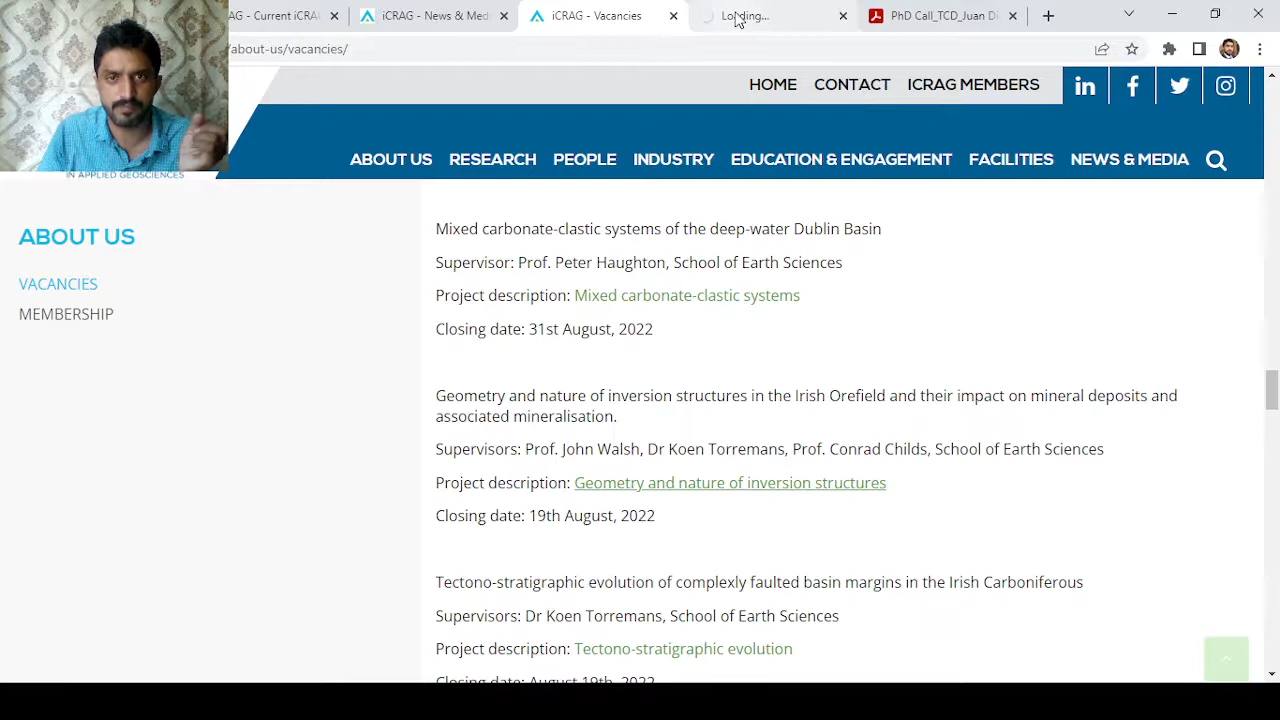 AG - Current iCRA
iCRAG - News & Med
iCRAG - Vacancies
Loading...
PhD Call_TCD_Juan Di
/about-us/vacancies/
HOME CONTACT ICRAG MEMBERS
IN APPLIED GEOSCIENCES
ABOUT US RESEARCH PEOPLE INDUSTRY EDUCATION & ENGAGEMENT FACILITIES NEWS & MEDIA
ABOUT US
VACANCIES
MEMBERSHIP
Mixed carbonate-clastic systems of the deep-water Dublin Basin
Supervisor: Prof. Peter Haughton, School of Earth Sciences
Project description: Mixed carbonate-clastic systems
Closing date: 31st August, 2022
Geometry and nature of inversion structures in the Irish Orefield and their impact on mineral deposits and
associated mineralisation.
Supervisors: Prof. John Walsh, Dr Koen Torremans, Prof. Conrad Childs, School of Earth Sciences
Project description: Geometry and nature of inversion structures
Closing date: 19th August, 2022
Tectono-stratigraphic evolution of complexly faulted basin margins in the Irish Carboniferous
Supervisors: Dr Koen Torremans, School of Earth Sciences
Project description: Tectono-stratigraphic evolution
Closing date: August 19th, 2022